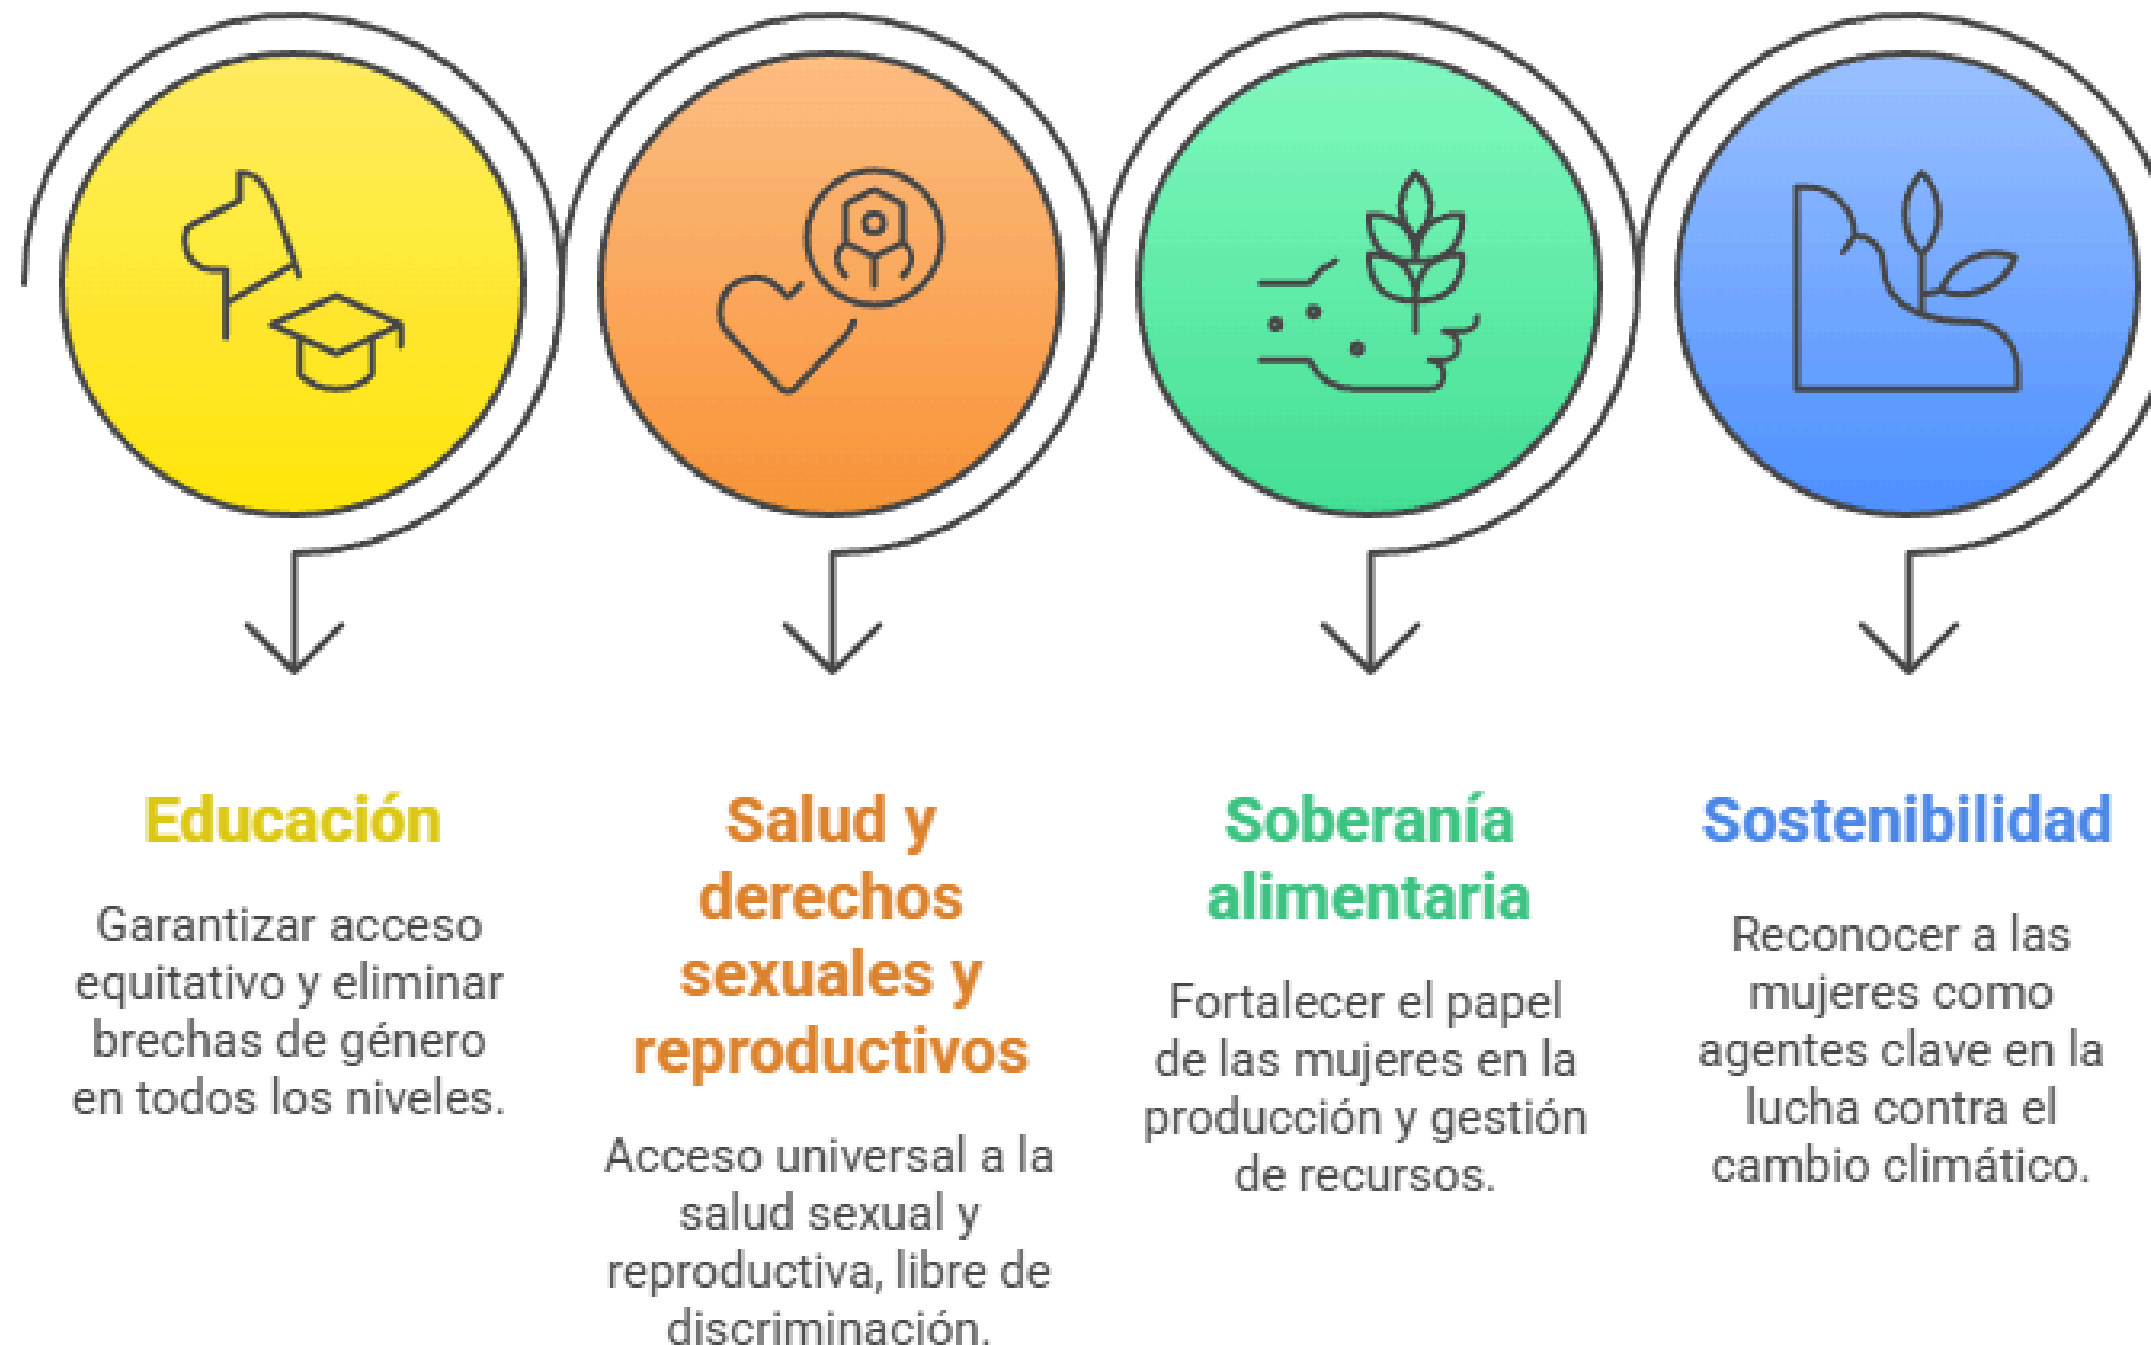 Educación
Garantizar acceso
equitativo y eliminar
brechas de género
en todos los niveles.
Salud y
derechos
sexuales y
reproductivos
Acceso universal a la
salud sexual y
reproductiva, libre de
discriminación.
Soberanía
alimentaria
Fortalecer el papel
de las mujeres en la
producción y gestión
de recursos.
Sostenibilidad
Reconocer a las
mujeres como
agentes clave en la
lucha contra el
cambio climático.